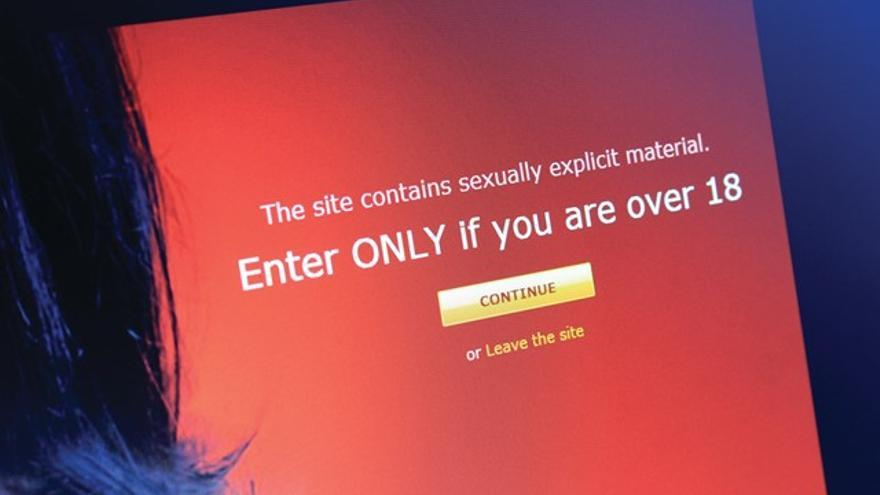 The site contains sexually explicit material.
Enter ONLY if you are over 18
CONTINUE
or Leave the site